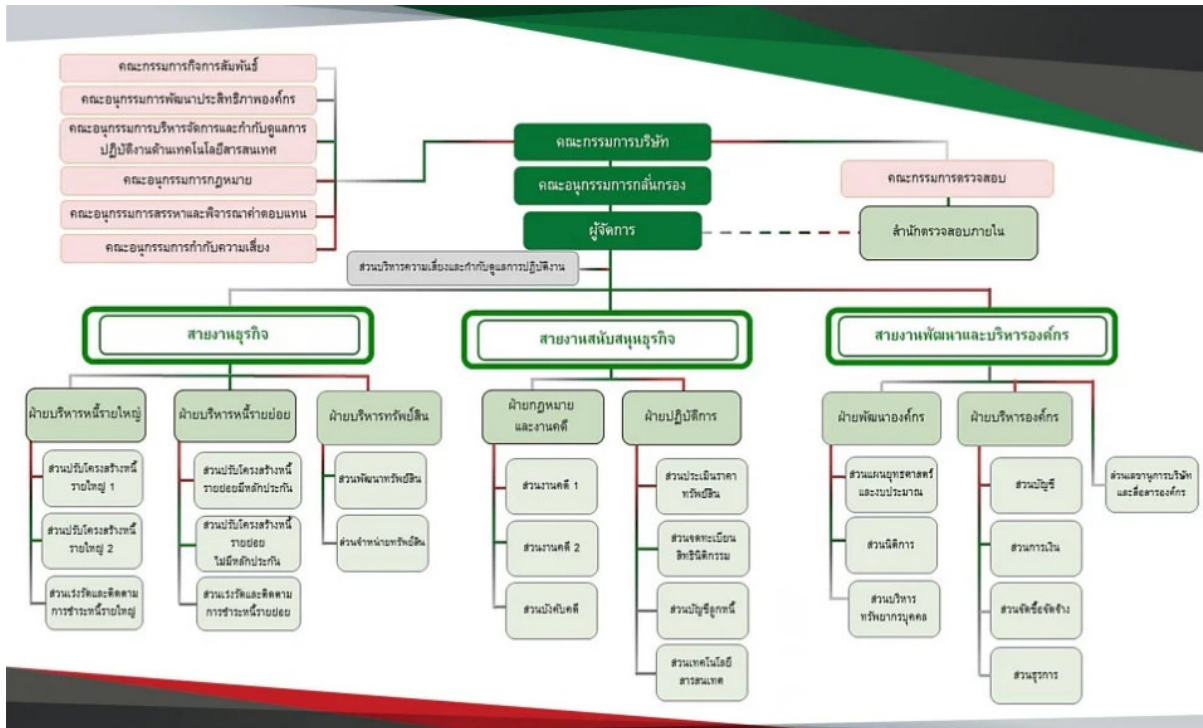 คณะกรรมการกิจการสัมพันธ์
คณะอนุกรรมการพัฒนาประสิทธิภาพองค์กร
คณะอนุกรรมการบริหารจัดการและกำกับดูแลการ
ปฏิบัติงานด้านเทคโนโลยีสารสนเทศ
คณะอนุกรรมการกฎหมาย
คณะอนุกรรมการสรรหาและพิจารณาค่าตอบแทน
คณะอนุกรรมการกำกับความเสี่ยง
คณะกรรมการบริษัท
คณะอนุกรรมการกลั่นกรอง
ผู้จัดการ
คณะกรรมการตรวจสอบ
สำนักตรวจสอบภายใน
ส่วนบริหารความเสี่ยงและกำกับดูแลการปฏิบัติงาน
สายงานธุรกิจ
สายงานสนับสนุนธุรกิจ
สายงานพัฒนาและบริหารองค์กร
ฝ่ายบริหารหนี้รายใหญ่
ส่วนปรับโครงสร้างหนี้
รายใหญ่ 1
ส่วนปรับโครงสร้างหนี้
รายใหญ่ 2
ส่วนเร่งรัดและติดตาม
การชำระหนี้รายใหญ่
ฝ่ายบริหารหนี้รายย่อย
ส่วนปรับโครงสร้างหนี้
รายย่อยมีหลักประกัน
ส่วนปรับโครงสร้างหนี้
รายย่อย
ไม่มีหลักประกัน
ส่วนเร่งรัดและติดตาม
การชำระหนี้รายย่อย
ฝ่ายบริหารทรัพย์สิน
ส่วนพัฒนาทรัพย์สิน
ส่วนจำหน่ายทรัพย์สิน
ฝ่ายกฎหมาย
และงานคดี
ส่วนงานคดี 1
ส่วนงานคดี 2
ส่วนบังคับคดี
ฝ่ายปฏิบัติการ
ส่วนประเมินราคา
ทรัพย์สิน
ส่วนจดทะเบียน
สิทธินิติกรรม
ส่วนบัญชีลูกหนี้
ส่วนเทคโนโลยี
สารสนเทศ
ฝ่ายพัฒนาองค์กร
ส่วนแผนยุทธศาสตร์
และงบประมาณ
ส่วนนิติการ
ส่วนบริหาร
ทรัพยากรบุคคล
ฝ่ายบริหารองค์กร
ส่วนบัญชี
ส่วนการเงิน
ส่วนจัดซื้อจัดจ้าง
ส่วนธุรการ
ส่วนเลขานุการบริษัท
และสื่อสารองค์กร